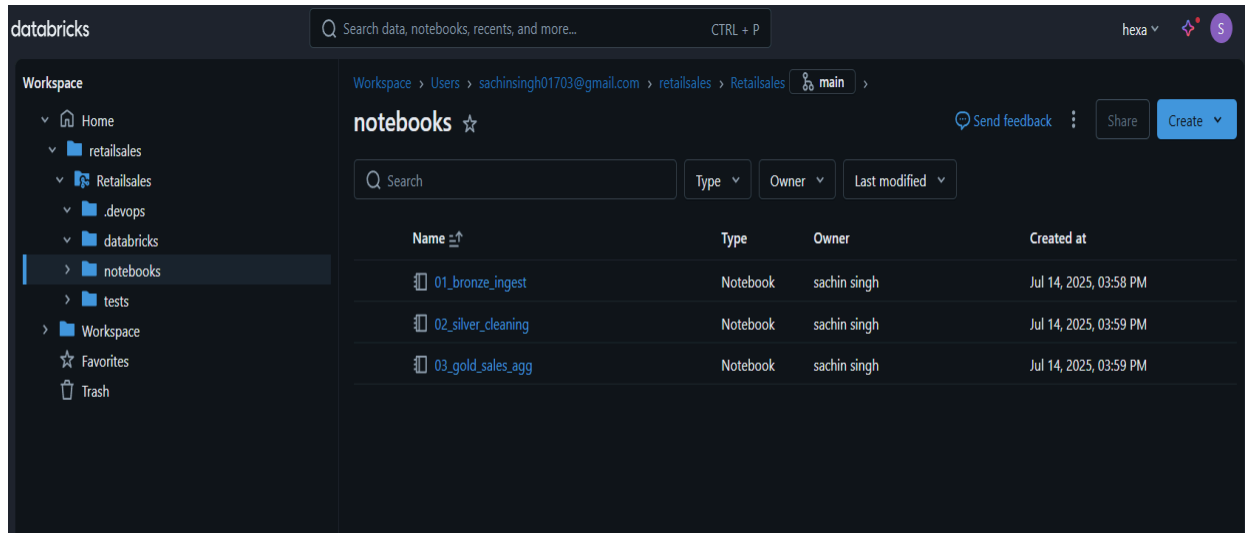 databricks
Search data, notebooks, recents, and more... CTRL + P
hexa
S
Workspace
Home
retailsales
Retailsales
.devops
databricks
notebooks
tests
Workspace
Favorites
Trash
Workspace › Users › sachinsingh01703@gmail.com › retailsales › Retailsales main ›
notebooks
Send feedback
Share
Create
Search
Type
Owner
Last modified
Name Type Owner Created at
01_bronze_ingest Notebook sachin singh Jul 14, 2025, 03:58 PM
02_silver_cleaning Notebook sachin singh Jul 14, 2025, 03:59 PM
03_gold_sales_agg Notebook sachin singh Jul 14, 2025, 03:59 PM